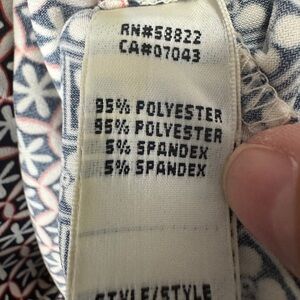 RN#58822
CA#07043
95% POLYESTER
95% POLYESTER
5% SPANDEX
5% SPANDEX
STYLE/STYLE